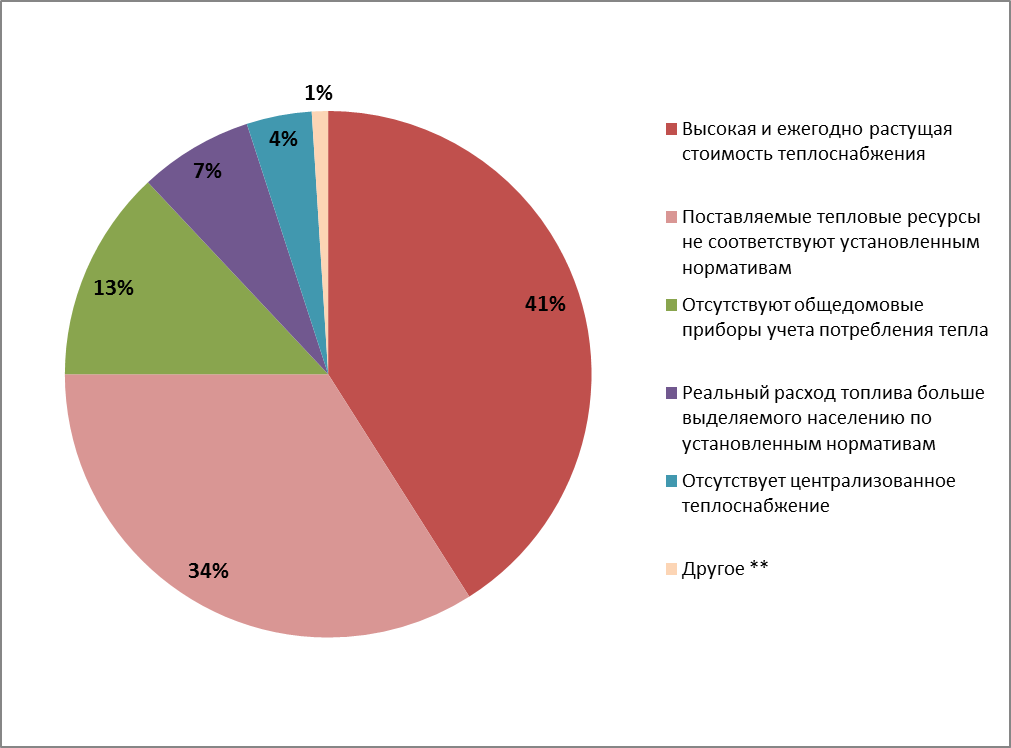 1%
4%
7%
13%
41%
34%
Высокая и ежегодно растущая
стоимость теплоснабжения
Поставляемые тепловые ресурсы
не соответствуют установленным
нормативам
Отсутствуют общедомовые
приборы учета потребления тепла
Реальный расход топлива больше
выделяемого населению по
установленным нормативам
Отсутствует централизованное
теплоснабжение
Другое **